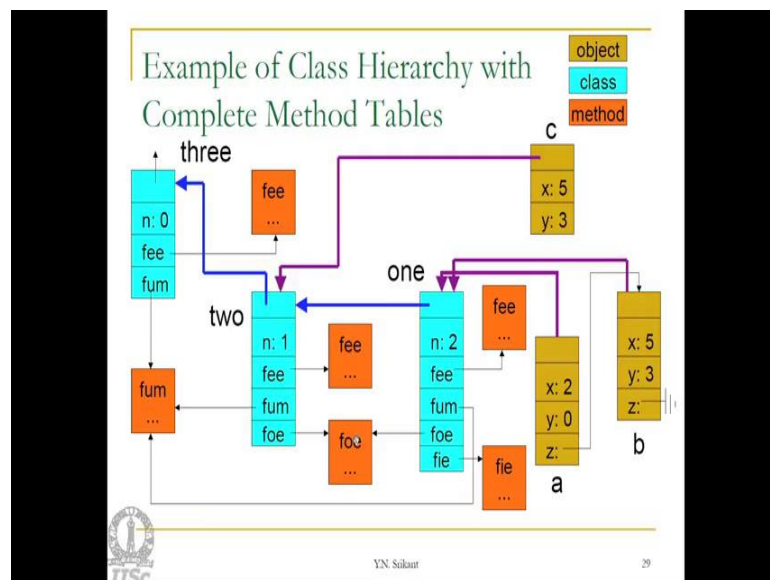 Example of Class Hierarchy with
Complete Method Tables
object
class
method
c
x: 5
y: 3
three
n: 0
fee
fum
fee
...
two
n: 1
fee
fum
foe
fee
...
one
n: 2
fee
fum
foe
fie
fee
...
fum
...
foe
...
fie
...
x: 2
y: 0
z:
a
x: 5
y: 3
z:
b
IISc
Y.N. Srikant
29